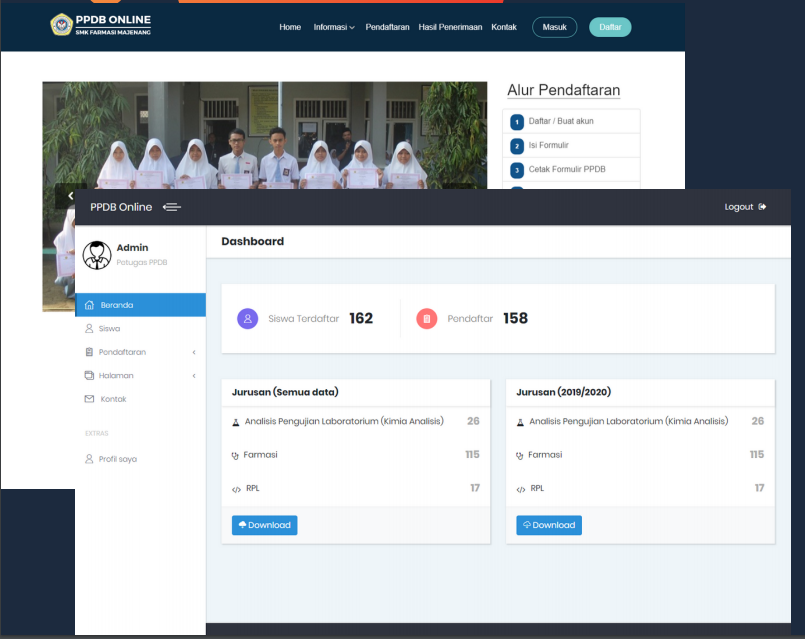 PPDB ONLINE
SMK FARMASI MAJENANG
Home Informasi Pendaftaran Hasil Penerimaan Kontak Masuk Daftar
Alur Pendaftaran
1 Daftar / Buat akun
2 Isi Formulir
3 Cetak Formulir PPDB
PPDB Online
Logout
Admin
Petugas PPDB
Beranda
Siswa
Pendaftaran
Halaman
Kontak
EXTRAS
Profil saya
Dashboard
Siswa Terdaftar 162
Pendaftar 158
Jurusan (Semua data)
Analisis Pengujian Laboratorium (Kimia Analisis) 26
Farmasi 115
RPL 17
Download
Jurusan (2019/2020)
Analisis Pengujian Laboratorium (Kimia Analisis) 26
Farmasi 115
RPL 17
Download